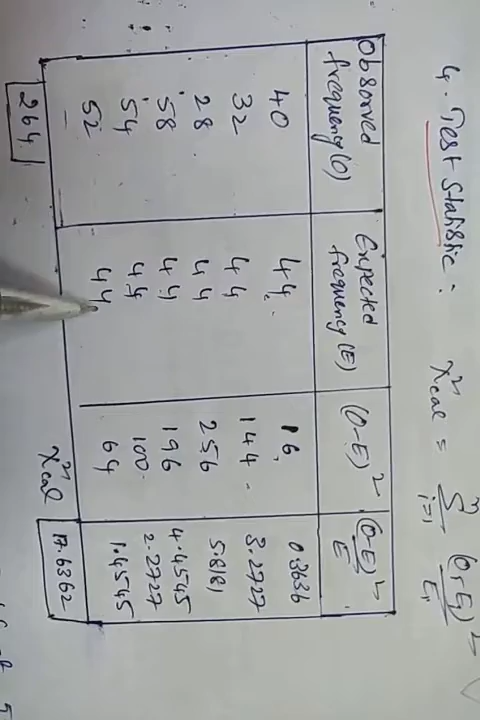 4. Test Statistic :
χ²cal = Σ (Oi-Ei)²
n
i=1
Ei
Observed frequency(O) Expected frequency(E) (O-E)² (O-E)²/E
40 44 16 0.3636
32 44 144 3.2727
28 44 256 5.8181
58 44 196 4.4545
54 44 100 2.2727
52 44 64 1.4545
264 χ²cal 17.6362